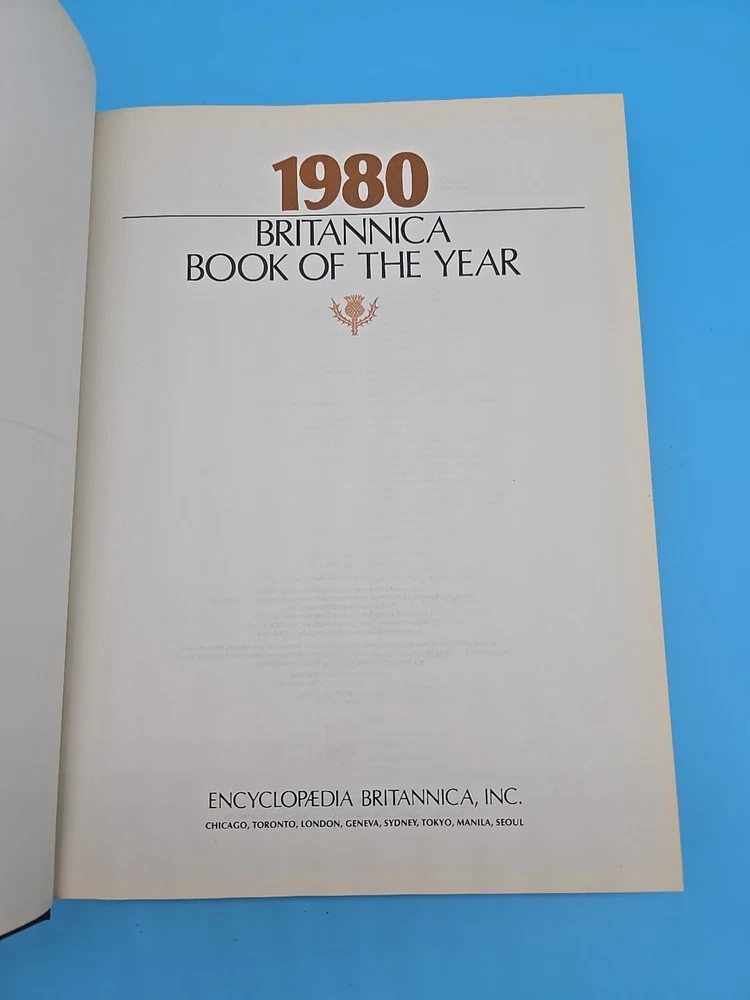 1980
BRITANNICA
BOOK OF THE YEAR
ENCYCLOPÆDIA BRITANNICA, INC.
CHICAGO, TORONTO, LONDON, GENEVA, SYDNEY, TOKYO, MANILA, SEOUL